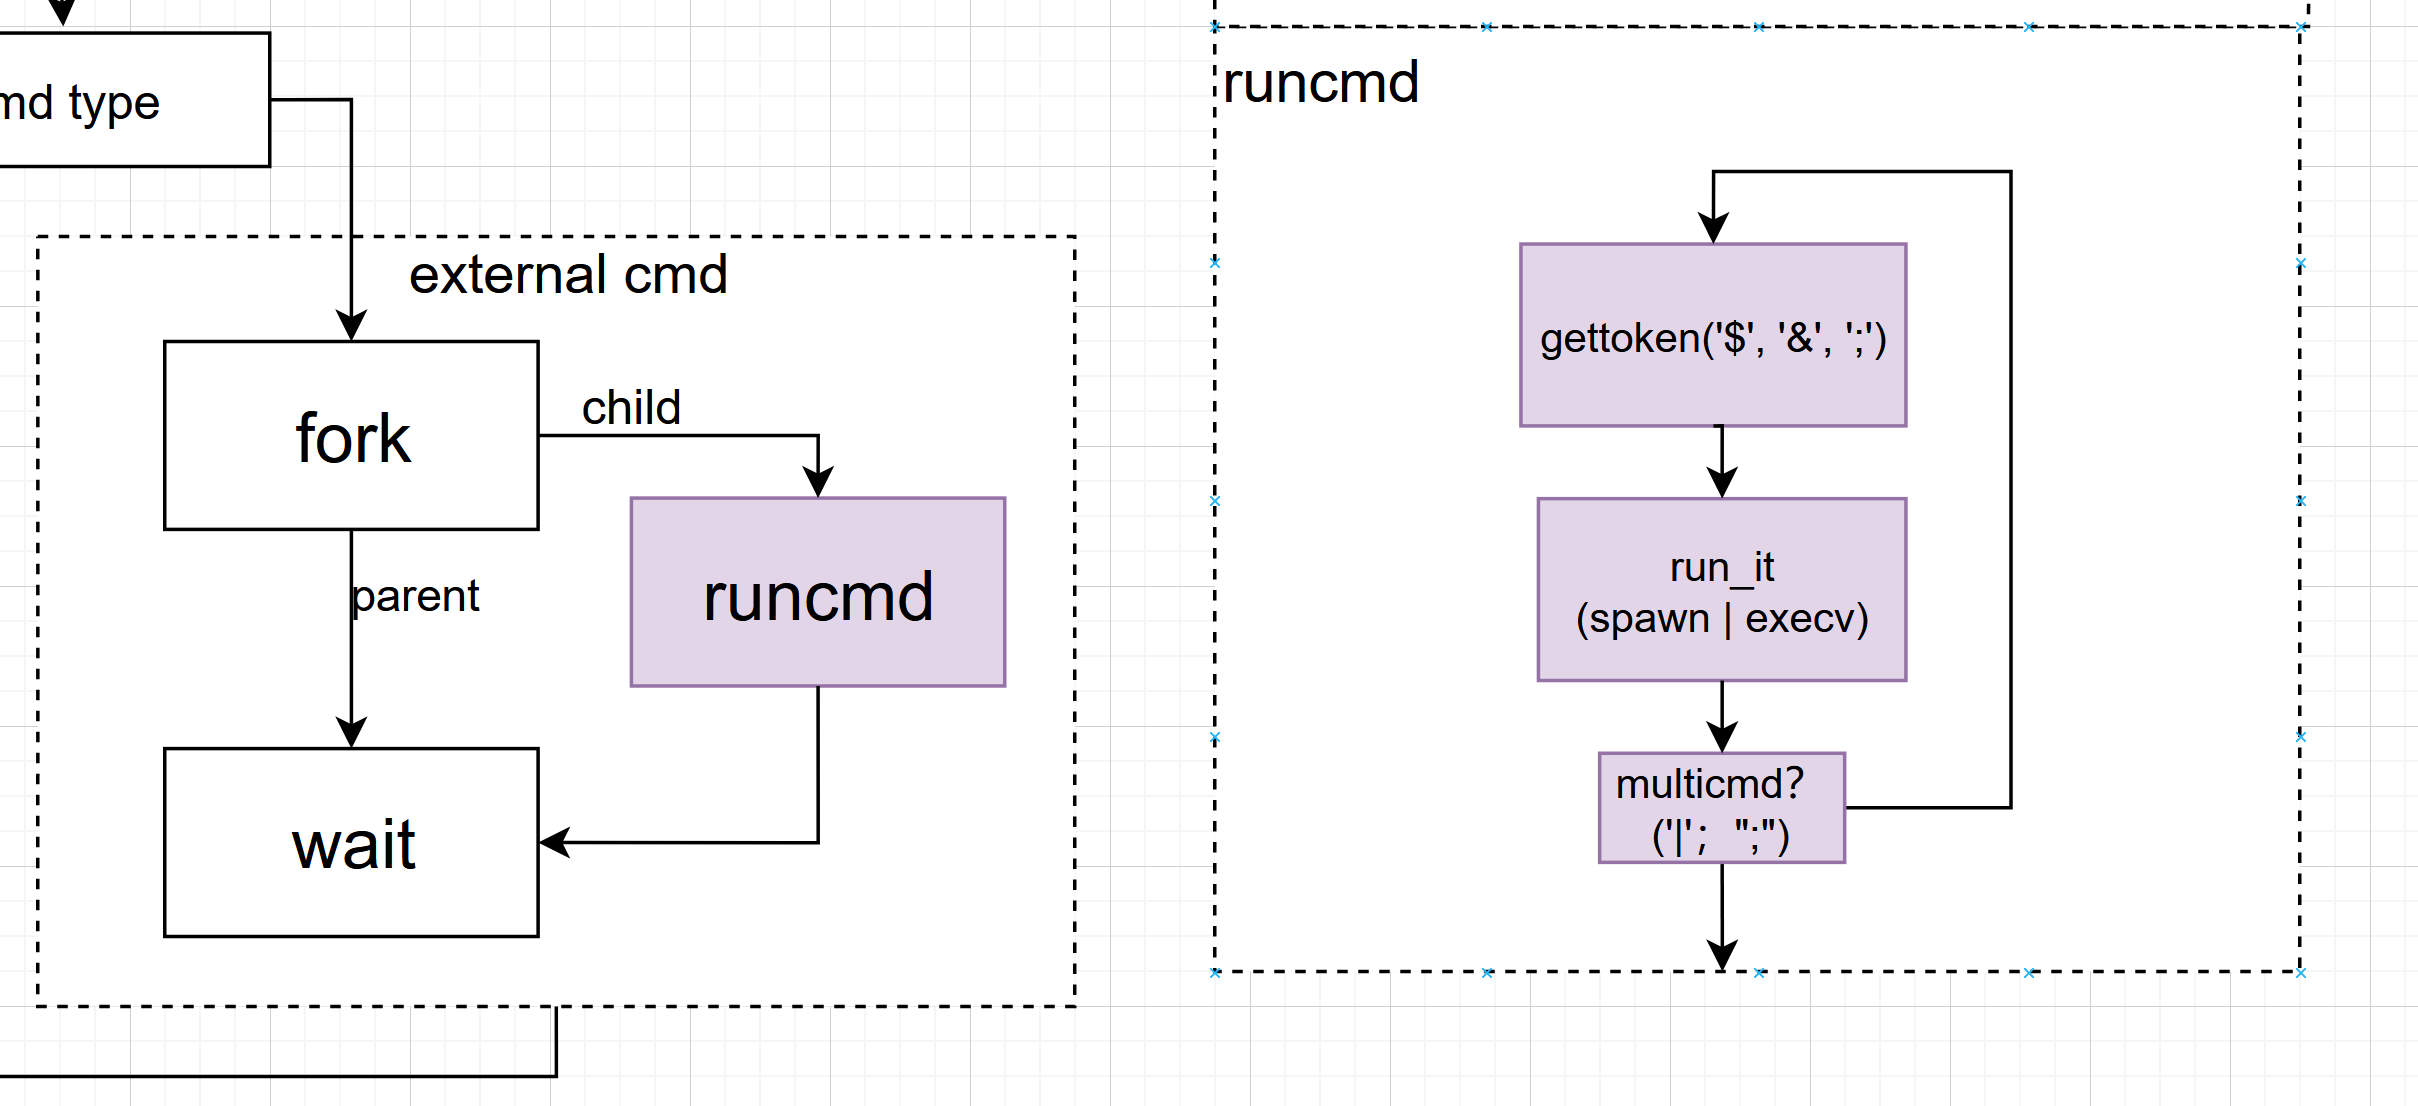 md type
external cmd
fork
child
parent
runcmd
wait
runcmd
gettoken('$', '&', ';')
run_it
(spawn | execv)
multicmd?
('|'; ";")